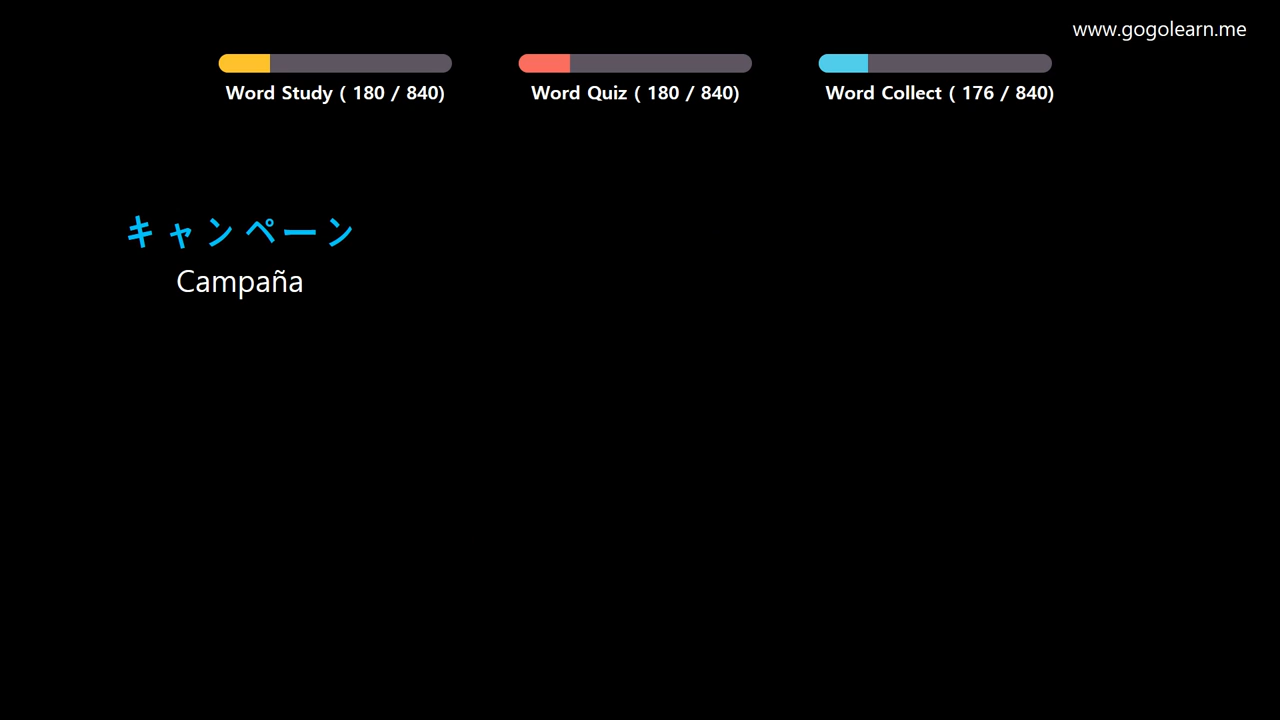 www.gogolearn.me
Word Study ( 180 / 840)
Word Quiz ( 180 / 840)
Word Collect ( 176 / 840)
キャンペーン
Campaña